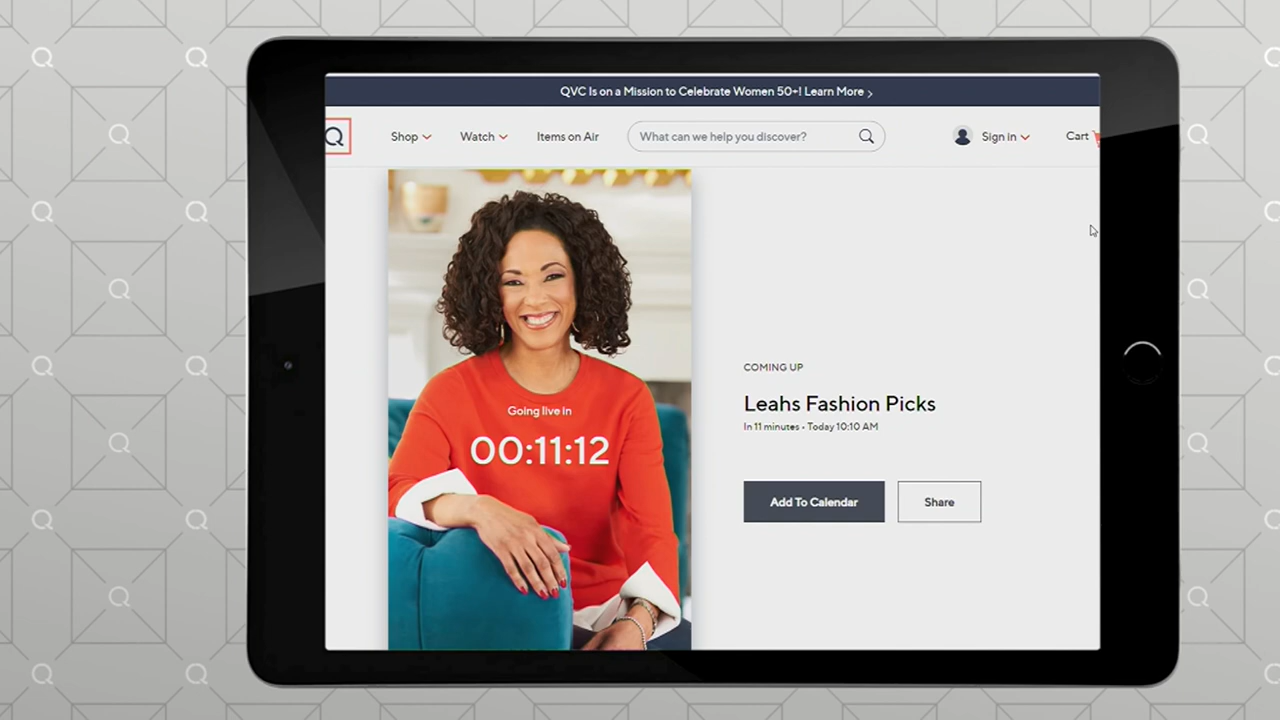 QVC Is on a Mission to Celebrate Women 50+! Learn More
Q
Shop
Watch
Items on Air
What can we help you discover?
Sign in
Cart
Going live in
00:11:12
COMING UP
Leahs Fashion Picks
In 11 minutes • Today 10:10 AM
Add To Calendar
Share